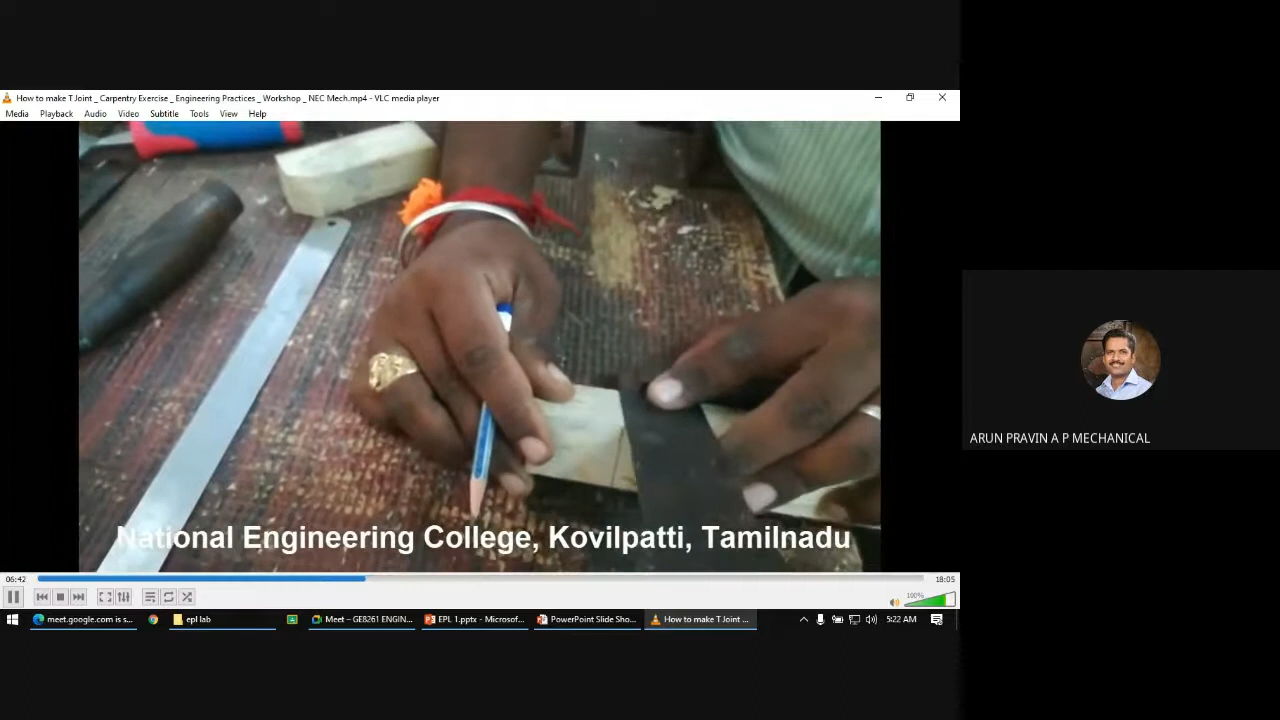 How to make T Joint _ Carpentry Exercise _ Engineering Practices _ Workshop _ NEC Mech.mp4 - VLC media player
Media Playback Audio Video Subtitle Tools View Help
National Engineering College, Kovilpatti, Tamilnadu
ARUN PRAVIN A P MECHANICAL
06:42
18:05
100%
meet.google.com is s...
epl lab
Meet – GE8261 ENGIN...
EPL 1.pptx - Microsof...
PowerPoint Slide Sho...
How to make T Joint ...
5:22 AM